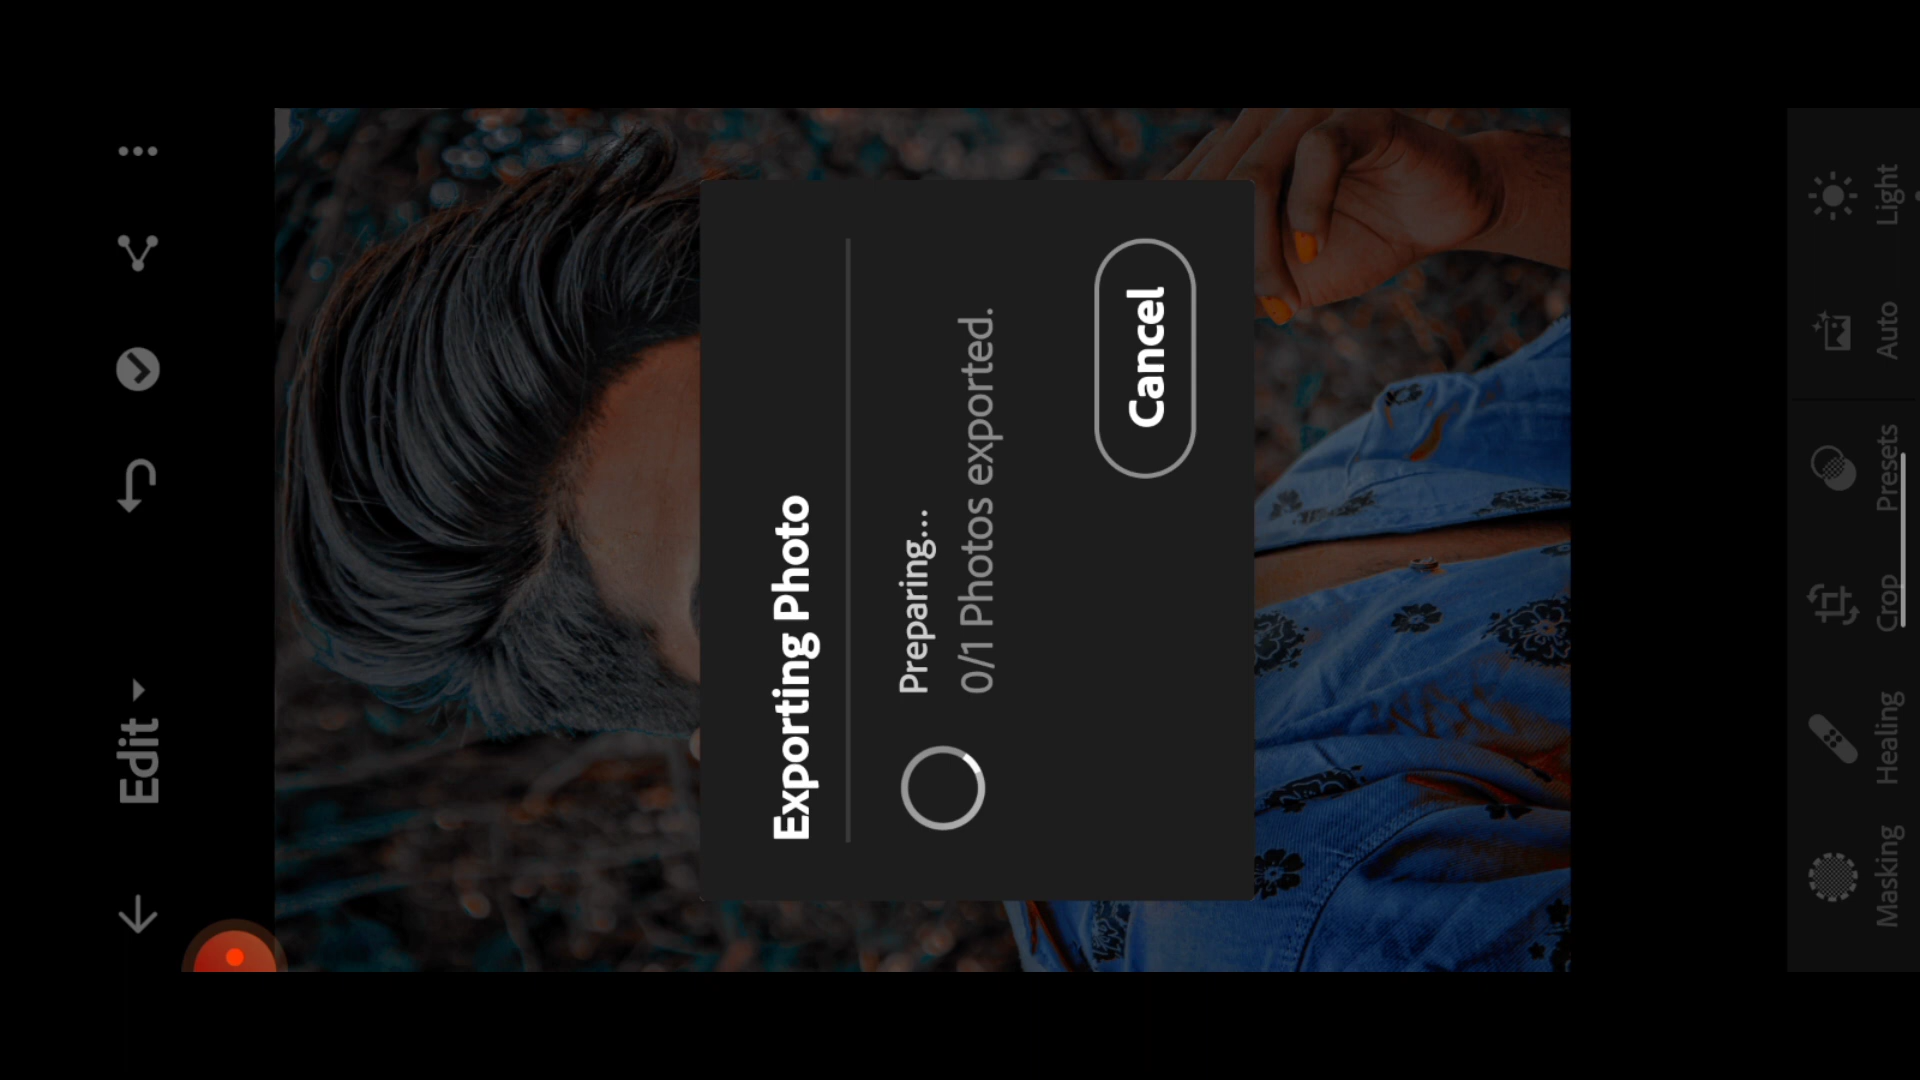 Edit
Exporting Photo
Preparing...
0/1 Photos exported.
Cancel
Masking
Healing
Crop
Presets
Auto
Light